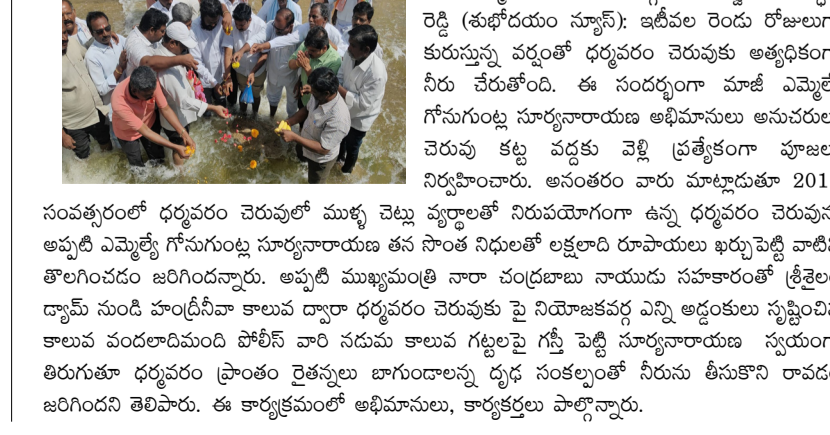 రెడ్డి (శుభోదయం న్యూస్): ఇటీవల రెండు రోజులుగా
కురుస్తున్న వర్షంతో ధర్మవరం చెరువుకు అత్యధికంగా
నీరు చేరుతోంది. ఈ సందర్భంగా మాజీ ఎమ్మెల్యే
గోనుగుంట్ల సూర్యనారాయణ అభిమానులు అనుచరులు
చెరువు కట్ట వద్దకు వెళ్లి ప్రత్యేకంగా పూజలు
నిర్వహించారు. అనంతరం వారు మాట్లాడుతూ 201
సంవత్సరంలో ధర్మవరం చెరువులో ముళ్ళ చెట్లు వ్యర్థాలతో నిరుపయోగంగా ఉన్న ధర్మవరం
అప్పటి ఎమ్మెల్యే గోనుగుంట్ల సూర్యనారాయణ తన సొంత నిధులతో లక్షలాది రూపాయలు ఖర్చుపెట్టి
తొలగించడం జరిగిందన్నారు. అప్పటి ముఖ్యమంత్రి నారా చంద్రబాబు నాయుడు సహకారంతో శ్రీశైలం
డ్యామ్ నుండి హంద్రీనీవా కాలువ ద్వారా ధర్మవరం చెరువుకు పై నియోజకవర్గ ఎన్ని అడ్డంకులు సృష్టించిన
కాలువ వందలాదిమంది పోలీస్ వారి నడుమ కాలువ గట్టలపై గస్తీ పెట్టి సూర్యనారాయణ స్వయంగా
తిరుగుతూ ధర్మవరం ప్రాంతం రైతన్నలు బాగుండాలన్న దృఢ సంకల్పంతో నీరును తీసుకొని రావడం
జరిగిందని తెలిపారు. ఈ కార్యక్రమంలో అభిమానులు, కార్యకర్తలు పాల్గొన్నారు.